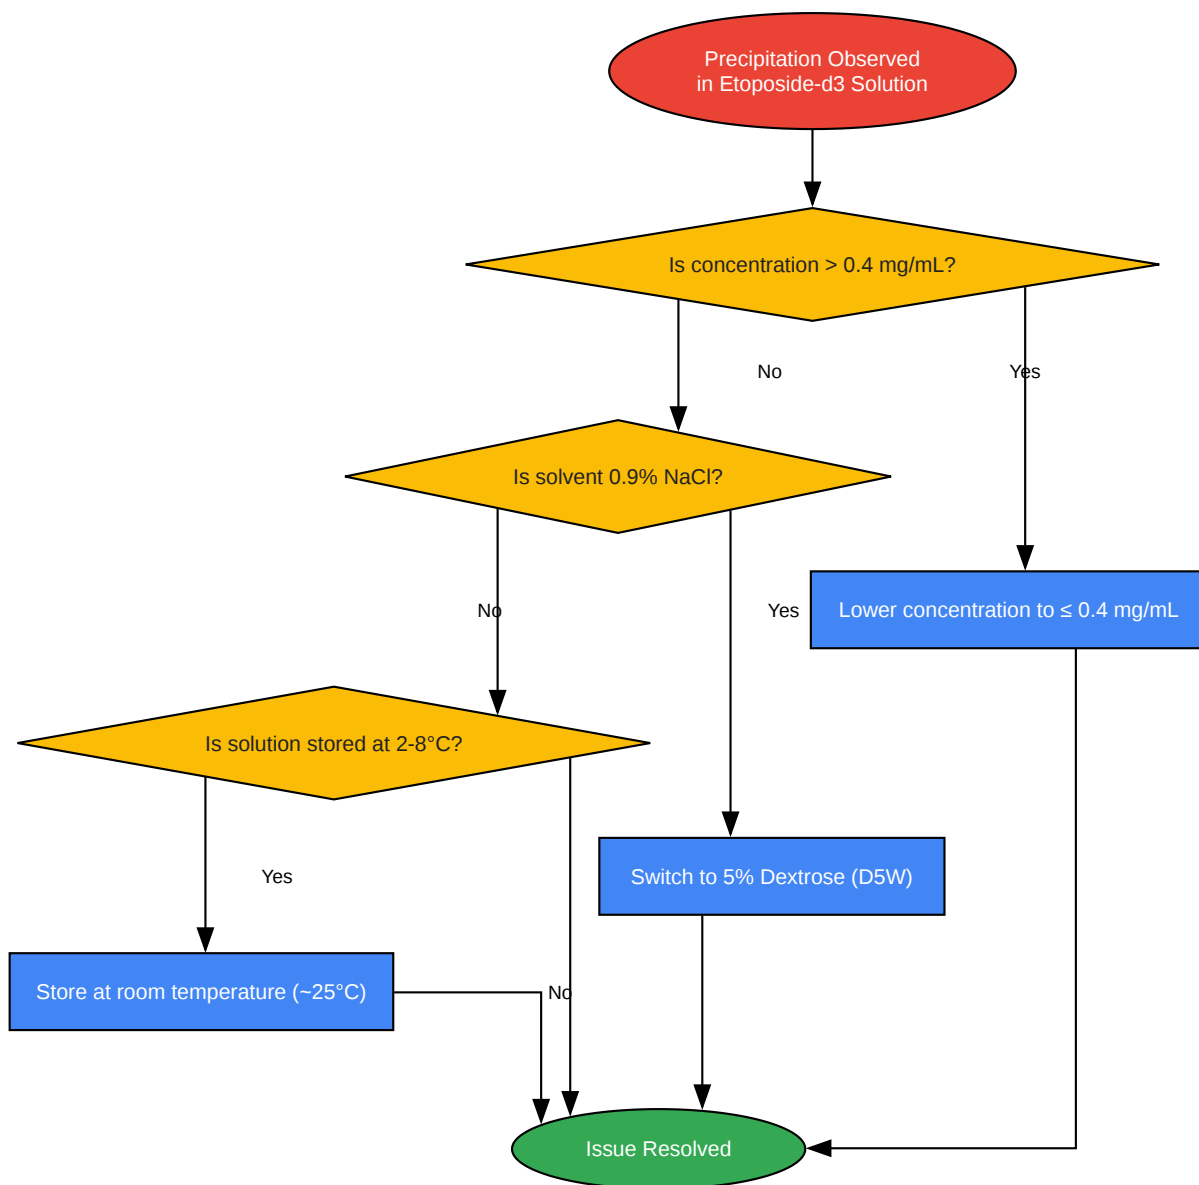 Precipitation Observed
in Etoposide-d3 Solution
Is concentration > 0.4 mg/mL?
No
Yes
Is solvent 0.9% NaCl?
No
Yes
Lower concentration to ≤ 0.4 mg/mL
Is solution stored at 2-8°C?
Yes
Switch to 5% Dextrose (D5W)
Store at room temperature (~25°C)
No
Issue Resolved